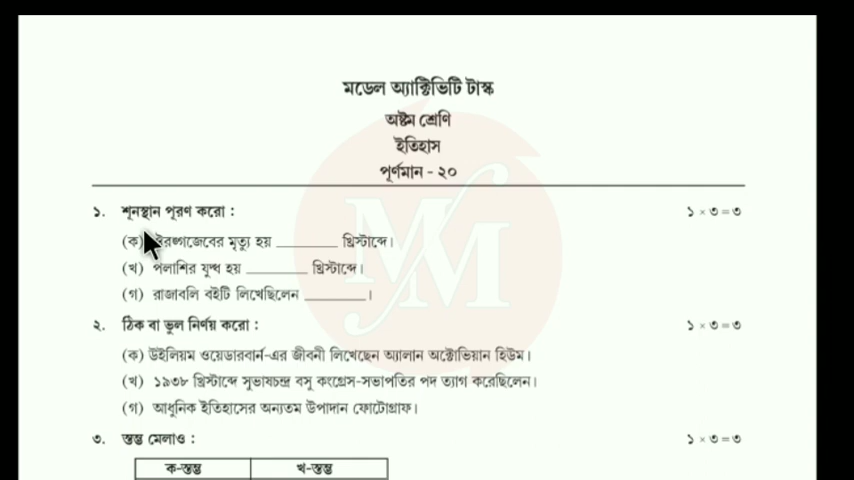 মডেল অ্যাক্টিভিটি টাস্ক
অষ্টম শ্রেণি
ইতিহাস
পূর্ণমান - ২০
১. শূনস্থান পূরণ করো : ১ × ৩ = ৩
(ক) ঔরঙ্গজেবের মৃত্যু হয় ________ খ্রিস্টাব্দে।
(খ) পলাশির যুদ্ধ হয় ________ খ্রিস্টাব্দে।
(গ) রাজাবলি বইটি লিখেছিলেন ________ ।
২. ঠিক বা ভুল নির্ণয় করো : ১ × ৩ = ৩
(ক) উইলিয়ম ওয়েডারবার্ন-এর জীবনী লিখেছেন অ্যালান অক্টোভিয়ান হিউম।
(খ) ১৯৩৮ খ্রিস্টাব্দে সুভাষচন্দ্র বসু কংগ্রেস-সভাপতির পদ ত্যাগ করেছিলেন।
(গ) আধুনিক ইতিহাসের অন্যতম উপাদান ফোটোগ্রাফ।
৩. স্তম্ভ মেলাও : ১ × ৩ = ৩
ক-স্তম্ভ খ-স্তম্ভ